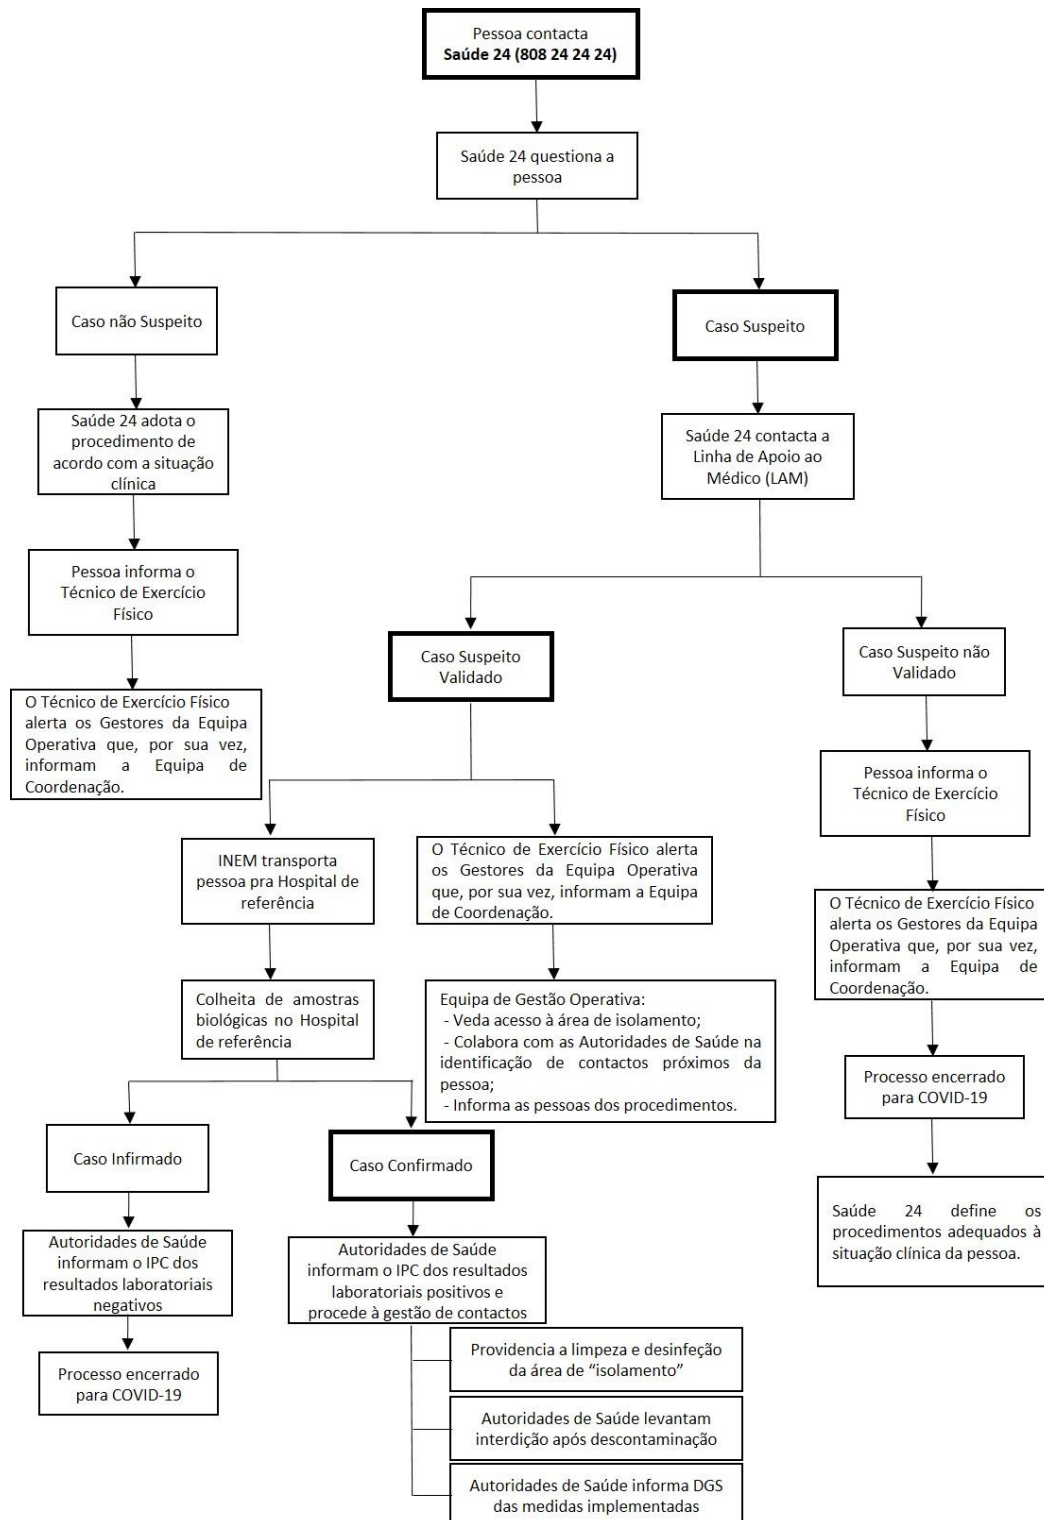 Pessoa contacta
Saúde 24 (808 24 24 24)
Saúde 24 questiona a
pessoa
Caso não Suspeito
Caso Suspeito
Saúde 24 adota o
procedimento de
acordo com a situação
clínica
Saúde 24 contacta a
Linha de Apoio ao
Médico (LAM)
Pessoa informa o
Técnico de Exercício
Físico
O Técnico de Exercício Físico
alerta os Gestores da Equipa
Operativa que, por sua vez,
informam a Equipa de
Coordenação.
Caso Suspeito
Validado
Caso Suspeito não
Validado
Pessoa informa o
Técnico de Exercício
Físico
INEM transporta
pessoa pra Hospital de
referência
O Técnico de Exercício Físico alerta
os Gestores da Equipa Operativa
que, por sua vez, informam a Equipa
de Coordenação.
O Técnico de Exercício Físico
alerta os Gestores da Equipa
Operativa que, por sua vez,
informam a Equipa de
Coordenação.
Colheita de amostras
biológicas no Hospital
de referência
Equipa de Gestão Operativa:
- Veda acesso à área de isolamento;
- Colabora com as Autoridades de Saúde na
identificação de contactos próximos da
pessoa;
- Informa as pessoas dos procedimentos.
Processo encerrado
para COVID-19
Caso Infirmado
Caso Confirmado
Saúde 24 define os
procedimentos adequados à
situação clínica da pessoa.
Autoridades de Saúde
informam o IPC dos
resultados laboratoriais
negativos
Autoridades de Saúde
informam o IPC dos resultados
laboratoriais positivos e
procede à gestão de contactos
Processo encerrado
para COVID-19
Providencia a limpeza e desinfeção
da área de “isolamento”
Autoridades de Saúde levantam
interdição após descontaminação
Autoridades de Saúde informa DGS
das medidas implementadas